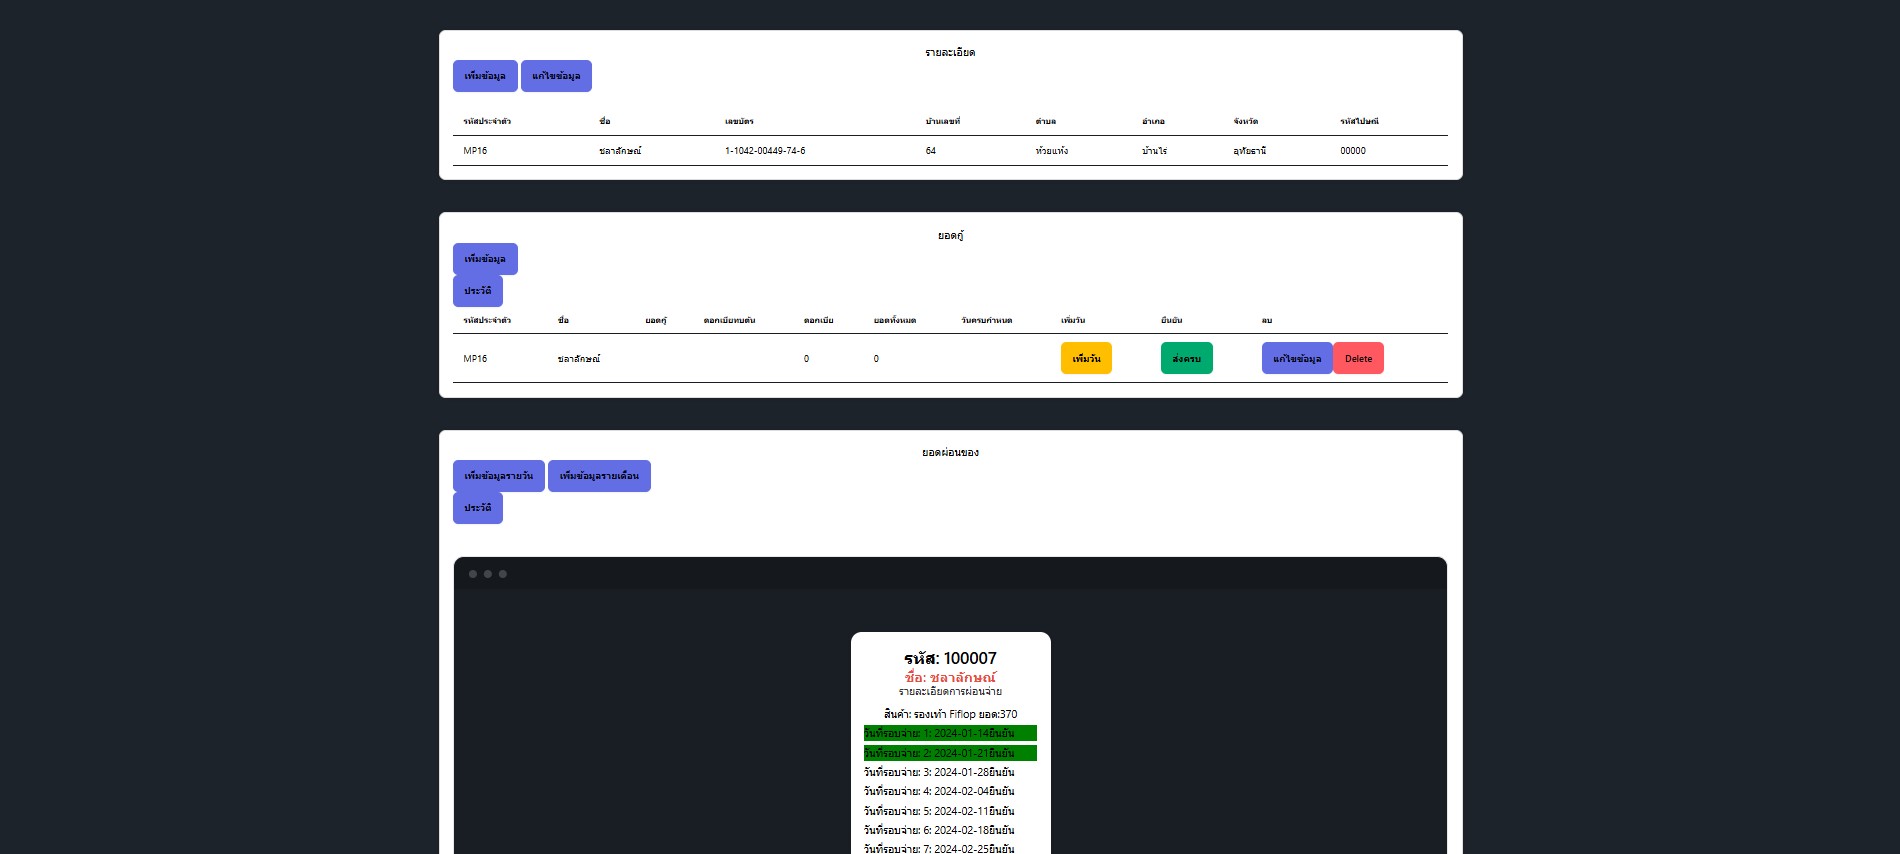 รายละเอียด
เพิ่มข้อมูล แก้ไขข้อมูล
รหัสประจำตัว ชื่อ เลขบัตร บ้านเลขที่ ตำบล อำเภอ จังหวัด รหัสไปษณี
MP16 ชลาลักษณ์ 1-1042-00449-74-6 64 ห้วยแห้ง บ้านไร่ อุทัยธานี 00000
ยอดกู้
เพิ่มข้อมูล
ประวัติ
รหัสประจำตัว ชื่อ ยอดกู้ ดอกเบี้ยทบต้น ดอกเบี้ย ยอดทั้งหมด วันครบกำหนด เพิ่มวัน ยืนยัน ลบ
MP16 ชลาลักษณ์ 0 0 เพิ่มวัน ส่งครบ แก้ไขข้อมูล Delete
ยอดผ่อนของ
เพิ่มข้อมูลรายวัน เพิ่มข้อมูลรายเดือน
ประวัติ
รหัส: 100007
ชื่อ: ชลาลักษณ์
รายละเอียดการผ่อนจ่าย
สินค้า: รองเท้า Fiflop ยอด:370
วันที่รอบจ่าย: 1: 2024-01-14ยืนยัน
วันที่รอบจ่าย: 2: 2024-01-21ยืนยัน
วันที่รอบจ่าย: 3: 2024-01-28ยืนยัน
วันที่รอบจ่าย: 4: 2024-02-04ยืนยัน
วันที่รอบจ่าย: 5: 2024-02-11ยืนยัน
วันที่รอบจ่าย: 6: 2024-02-18ยืนยัน
วันที่รอบจ่าย: 7: 2024-02-25ยืนยัน